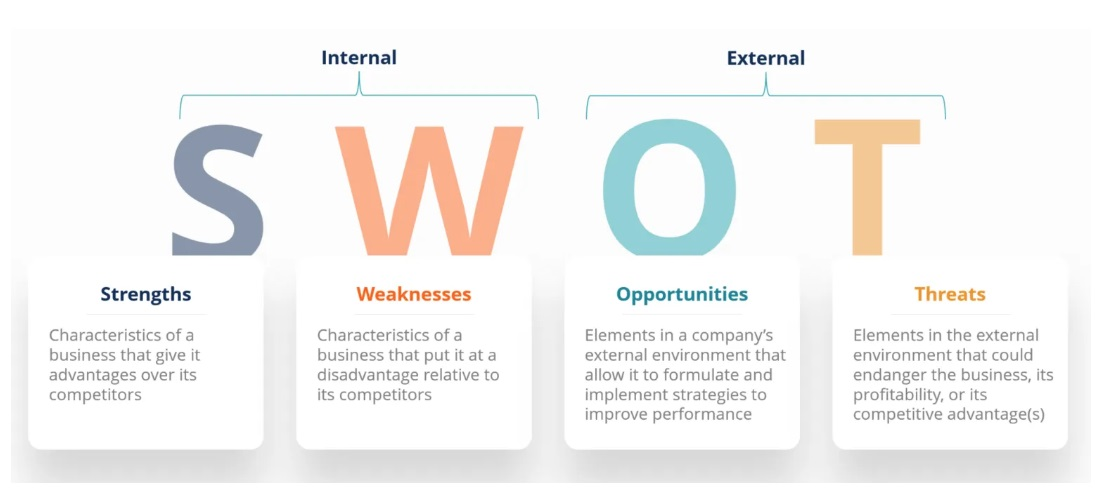 Internal
External
S W O T
Strengths
Characteristics of a
business that give it
advantages over its
competitors
Weaknesses
Characteristics of a
business that put it at a
disadvantage relative to
its competitors
Opportunities
Elements in a company's
external environment that
allow it to formulate and
implement strategies to
improve performance
Threats
Elements in the external
environment that could
endanger the business, its
profitability, or its
competitive advantage(s)